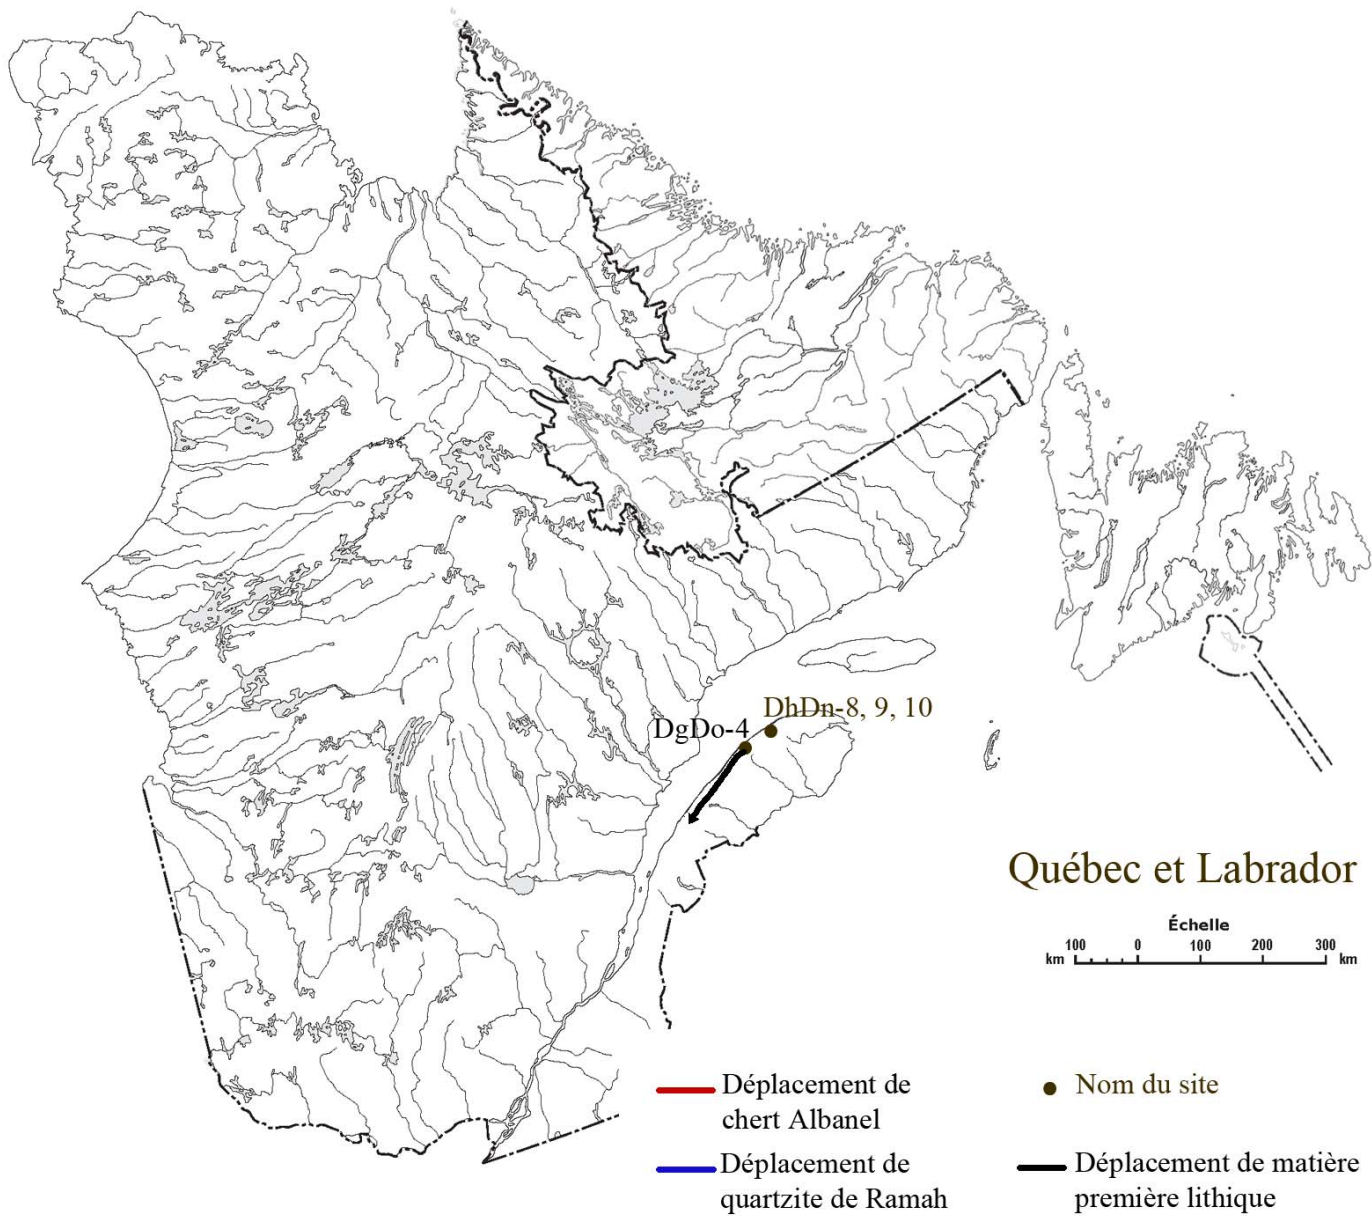 DhDn-8, 9, 10
DgDo-4
Québec et Labrador
Échelle
100 0 100 200 300
km km
Déplacement de
chert Albanel
Nom du site
Déplacement de
quartzite de Ramah
Déplacement de matière
première lithique